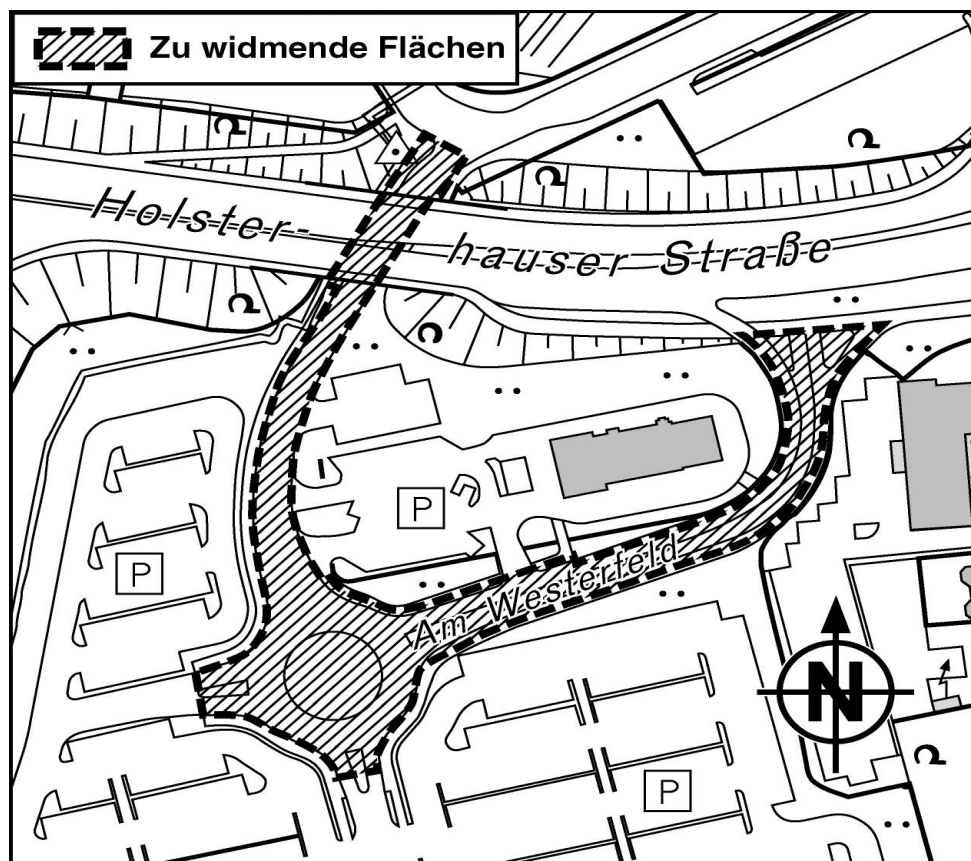 Zu widmende Flächen
Holster-
hauser Straße
P
P
Am Westerfeld
P
N